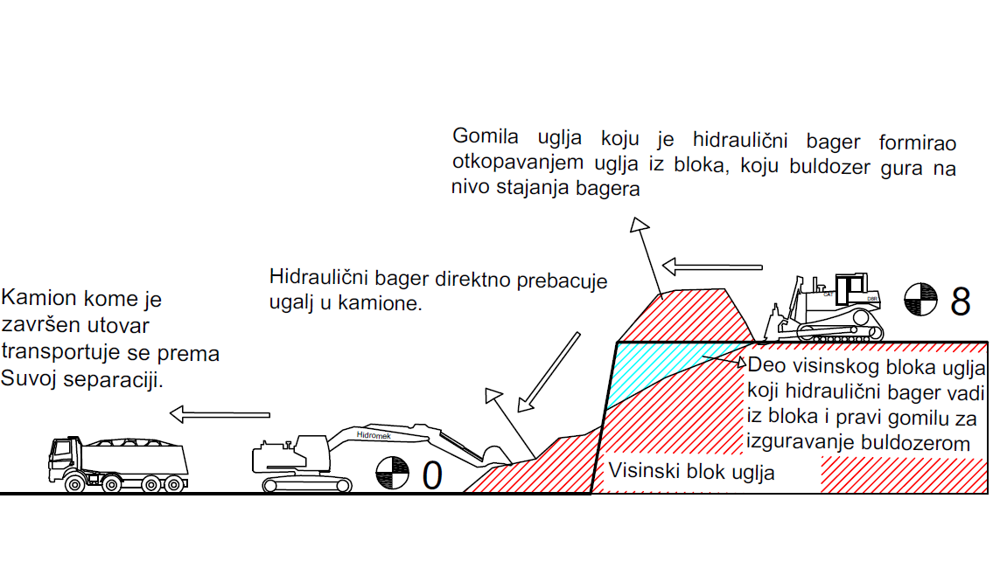 Gomila uglja koju je hidraulični bager formirao
otkopavanjem uglja iz bloka, koju buldozer gura na
nivo stajanja bagera
Hidraulični bager direktno prebacuje
ugalj u kamione.
Kamion kome je
završen utovar
transportuje se prema
Suvoj separaciji.
CAT
D8R
8
Deo visinskog bloka uglja
koji hidraulični bager vadi
iz bloka i pravi gomilu za
izguravanje buldozerom
Hidromek
0
Visinski blok uglja